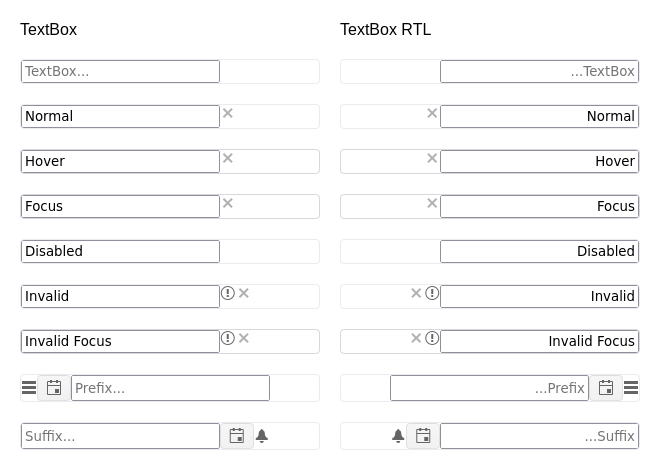 TextBox
TextBox RTL
TextBox...
...TextBox
Normal
Normal
Hover
Hover
Focus
Focus
Disabled
Disabled
Invalid
Invalid
Invalid Focus
Invalid Focus
Prefix...
...Prefix
Suffix...
...Suffix